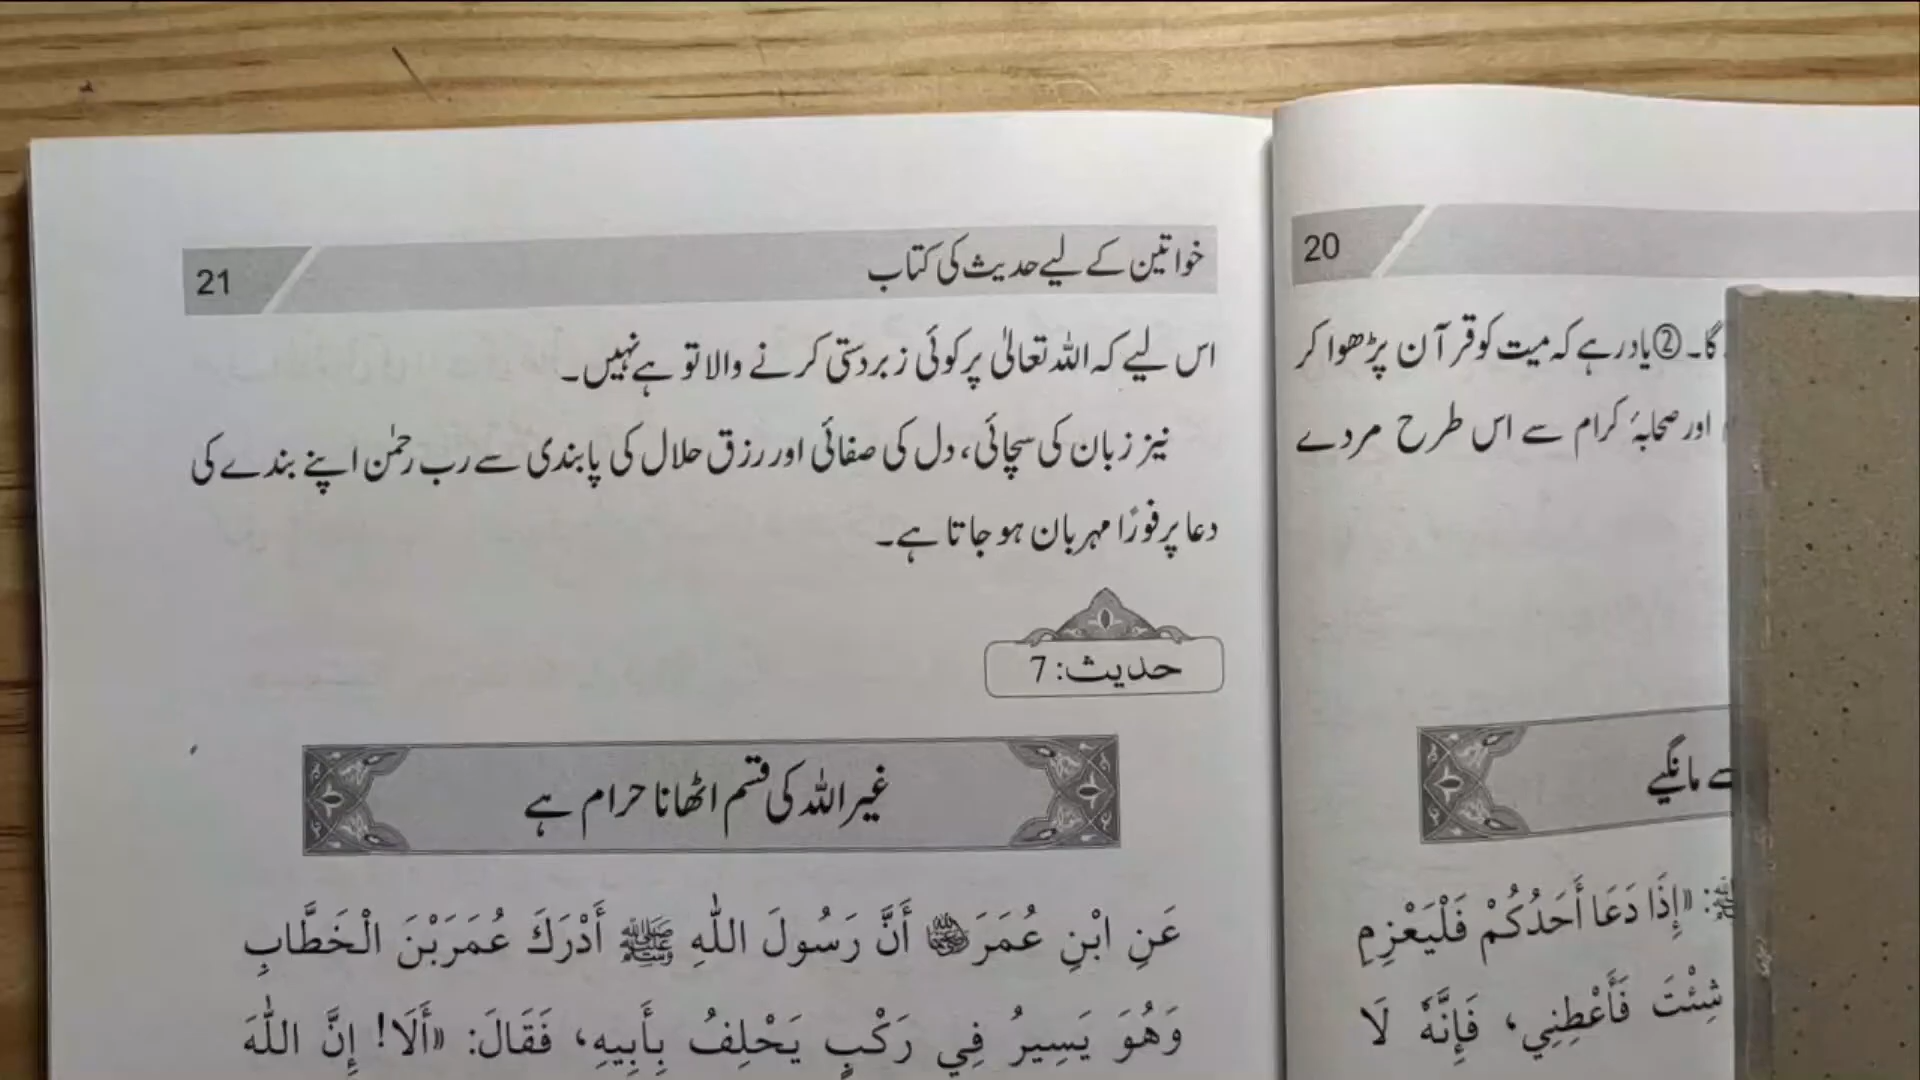 20
گا۔ ②یاد رہے کہ میت کو قرآن پڑھوا کر
اور صحابۂ کرام سے اس طرح مردے
مانگیے
«إِذَا دَعَا أَحَدُكُمْ فَلْيَعْزِمِ
شِئْتَ فَأَعْطِنِي، فَإِنَّهُ لَا
خواتین کے لیے حدیث کی کتاب 21
اس لیے کہ اللہ تعالیٰ پر کوئی زبردستی کرنے والا تو ہے نہیں۔
نیز زبان کی سچائی، دل کی صفائی اور رزق حلال کی پابندی سے رب رحمٰن اپنے بندے کی
دعا پر فورًا مہربان ہو جاتا ہے۔
حدیث: 7
غیر اللہ کی قسم اٹھانا حرام ہے
عَنِ ابْنِ عُمَرَ أَنَّ رَسُولَ اللّٰهِ ﷺ أَدْرَكَ عُمَرَ بْنَ الْخَطَّابِ
وَهُوَ يَسِيرُ فِي رَكْبٍ يَحْلِفُ بِأَبِيهِ، فَقَالَ: «أَلَا! إِنَّ اللّٰهَ